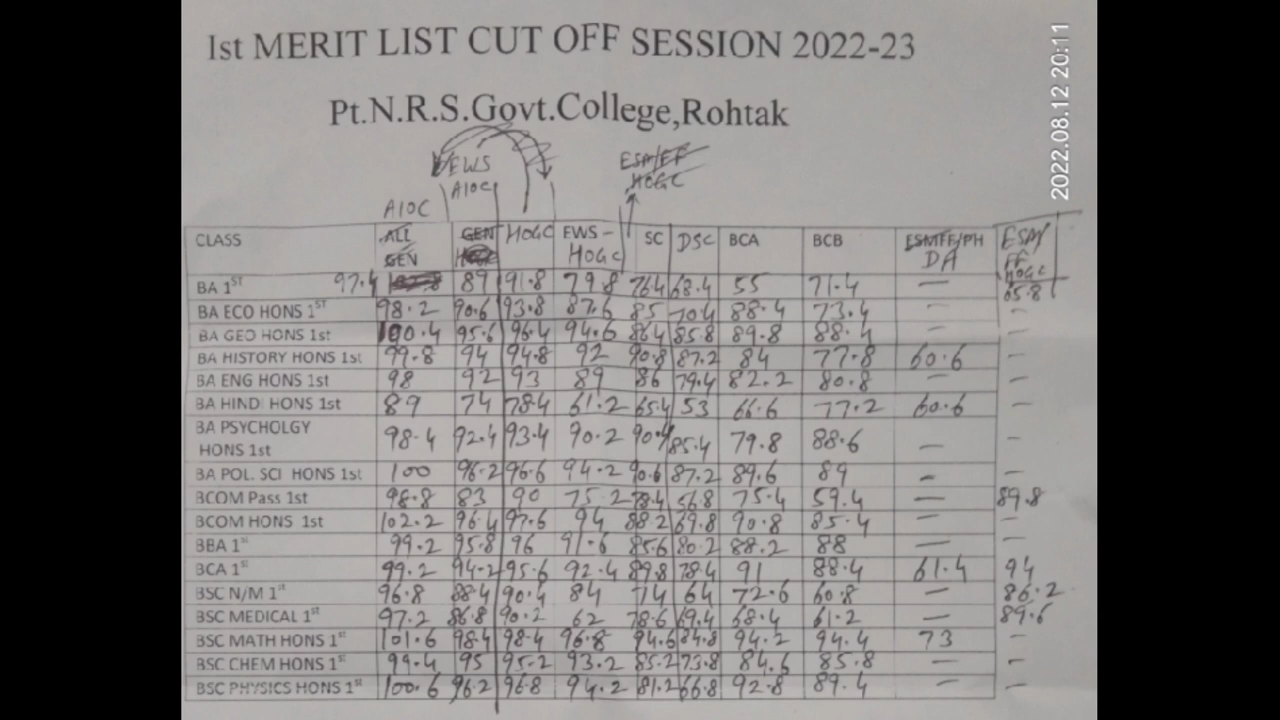 Ist MERIT LIST CUT OFF SESSION 2022-23
Pt.N.R.S.Govt.College,Rohtak
2022.08.12 20:11
EWS AIOC
ESM/FF HOGC
AIOC
CLASS ALL GEN GEN HOGC EWS-HOGC SC DSC BCA BCB ESMFF/PH DA ESM/FF HOGC
BA 1ST 97.4 89 91.8 79.8 76.4 68.4 55 71.4 — 65.8
BA ECO HONS 1ST 98.2 90.6 93.8 87.6 85 70.4 88.4 73.4 — —
BA GEO HONS 1st 100.4 95.6 96.4 94.6 86.4 85.8 89.8 88.4 —
BA HISTORY HONS 1st 99.8 94 94.8 92 90.8 87.2 84 77.8 60.6 —
BA ENG HONS 1st 98 92 93 89 86 79.4 82.2 80.8 — —
BA HINDI HONS 1st 89 74 78.4 61.2 65.4 53 66.6 77.2 60.6 —
BA PSYCHOLGY HONS 1st 98.4 92.4 93.4 90.2 90.4 85.4 79.8 88.6 — —
BA POL. SCI HONS 1st 100 96.2 96.6 94.2 90.6 87.2 89.6 89 — —
BCOM Pass 1st 98.8 83 90 75.2 78.4 56.8 75.4 59.4 — 89.8
BCOM HONS 1st 102.2 96.4 97.6 94 88.2 69.8 90.8 85.4 — —
BBA 1st 99.2 95.8 96 91.6 85.6 80.2 88.2 88 — —
BCA 1st 99.2 94.2 95.6 92.4 89.8 78.4 91 88.4 61.4 94
BSC N/M 1st 96.8 88.4 90.4 84 74 64 72.6 60.8 — 86.2
BSC MEDICAL 1st 97.2 86.8 90.2 62 78.6 69.4 68.4 61.2 — 89.6
BSC MATH HONS 1st 101.6 98.4 98.4 96.8 94.6 84.8 94.2 94.4 73 —
BSC CHEM HONS 1st 99.4 95 95.2 93.2 85.2 73.8 84.6 85.8 — —
BSC PHYSICS HONS 1st 100.6 96.2 96.8 94.2 81.2 66.8 92.8 89.4 — —